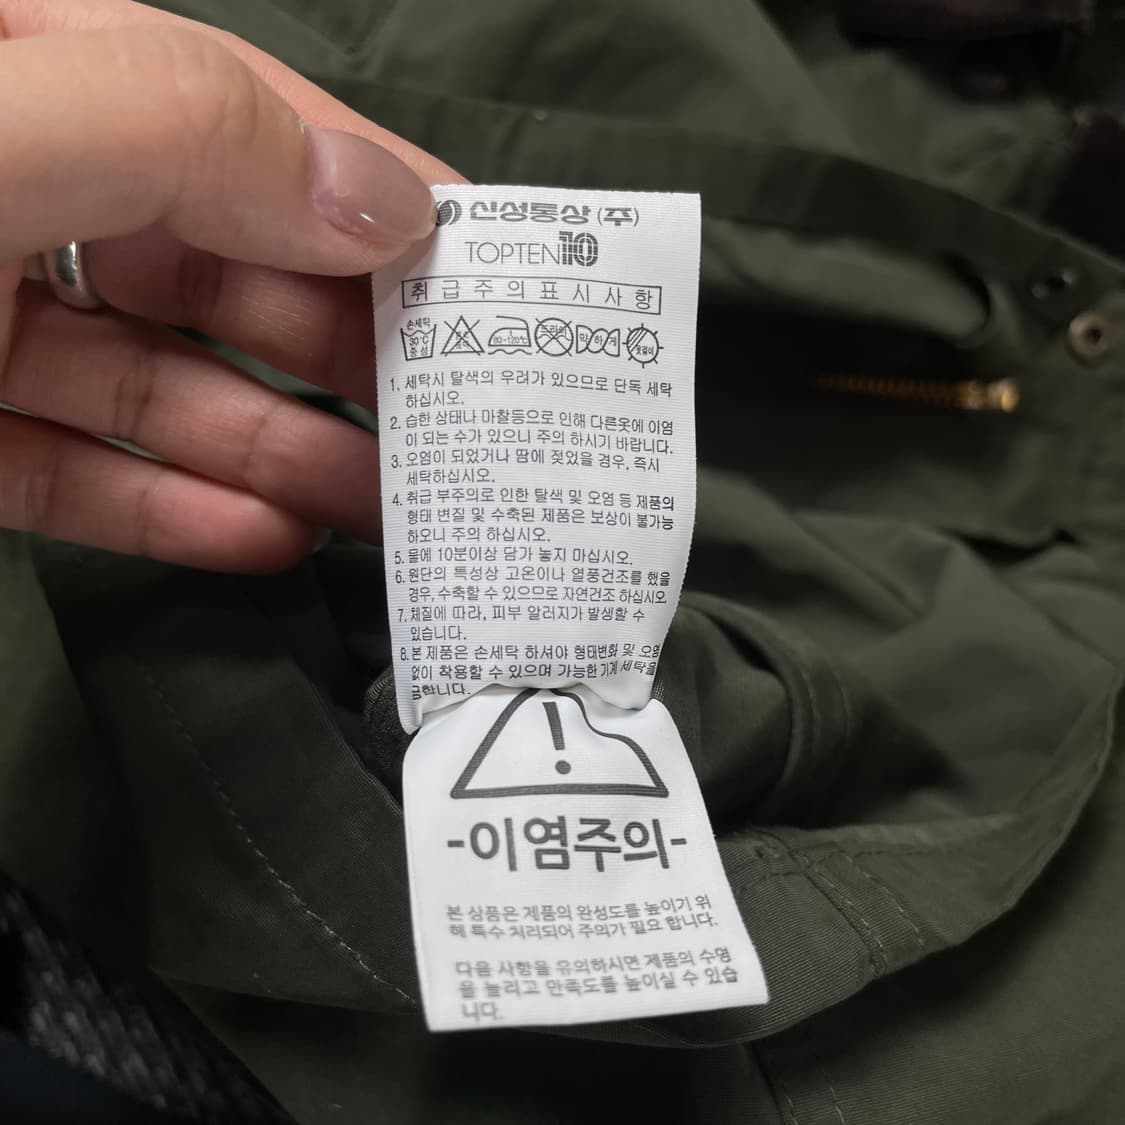 신성통상(주)
TOPTEN10
취급주의표시사항
손세탁 30℃ 중성 80-120℃ 드라이 약하게 옷걸이
1. 세탁시 탈색의 우려가 있으므로 단독 세탁
하십시오.
2. 습한 상태나 마찰등으로 인해 다른옷에 이염
이 되는 수가 있으니 주의 하시기 바랍니다.
3. 오염이 되었거나 땀에 젖었을 경우, 즉시
세탁하십시오.
4. 취급 부주의로 인한 탈색 및 오염 등 제품의
형태 변질 및 수축된 제품은 보상이 불가능
하오니 주의 하십시오.
5. 물에 10분이상 담가 놓지 마십시오.
6. 원단의 특성상 고온이나 열풍건조를 했을
경우, 수축할 수 있으므로 자연건조 하십시오
7. 체질에 따라, 피부 알러지가 발생할 수
있습니다.
8. 본 제품은 손세탁 하셔야 형태변화 및 오염
없이 착용할 수 있으며 가능한 기계 세탁을
금합니다.
!
-이염주의-
본 상품은 제품의 완성도를 높이기 위
해 특수 처리되어 주의가 필요 합니다.
다음 사항을 유의하시면 제품의 수명
을 늘리고 만족도를 높이실 수 있습
니다.